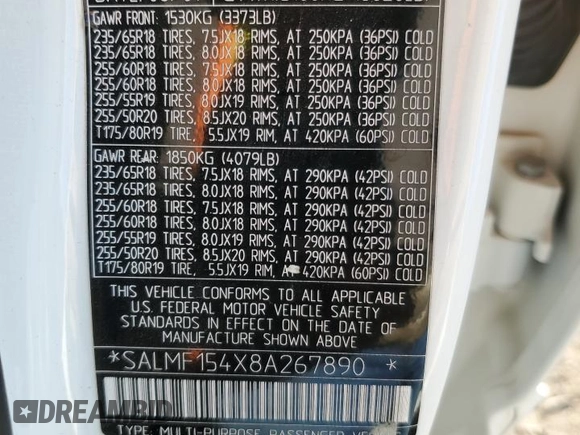 GAWR FRONT: 1530KG (3373LB)
235/65R18 TIRES, 7.5JX18 RIMS, AT 250KPA (36PSI) COLD
235/65R18 TIRES, 8.0JX18 RIMS, AT 250KPA (36PSI) COLD
255/60R18 TIRES, 7.5JX18 RIMS, AT 250KPA (36PSI) COLD
255/60R18 TIRES, 8.0JX18 RIMS, AT 250KPA (36PSI) COLD
255/55R19 TIRES, 8.0JX19 RIMS, AT 250KPA (36PSI) COLD
255/50R20 TIRES, 8.5JX20 RIMS, AT 250KPA (36PSI) COLD
T175/80R19 TIRE, 5.5JX19 RIM, AT 420KPA (60PSI) COLD
GAWR REAR: 1850KG (4079LB)
235/65R18 TIRES, 7.5JX18 RIMS, AT 290KPA (42PSI) COLD
235/65R18 TIRES, 8.0JX18 RIMS, AT 290KPA (42PSI) COLD
255/60R18 TIRES, 7.5JX18 RIMS, AT 290KPA (42PSI) COLD
255/60R18 TIRES, 8.0JX18 RIMS, AT 290KPA (42PSI) COLD
255/55R19 TIRES, 8.0JX19 RIMS, AT 290KPA (42PSI) COLD
255/50R20 TIRES, 8.5JX20 RIMS, AT 290KPA (42PSI) COLD
T175/80R19 TIRE, 5.5JX19 RIM, AT 420KPA (60PSI) COLD
THIS VEHICLE CONFORMS TO ALL APPLICABLE
U.S. FEDERAL MOTOR VEHICLE SAFETY
STANDARDS IN EFFECT ON THE DATE OF
MANUFACTURE SHOWN ABOVE
*SALMF154X8A267890 *
DREAMBID
TYPE: MULTI-PURPOSE PASSENGER VEHICLE